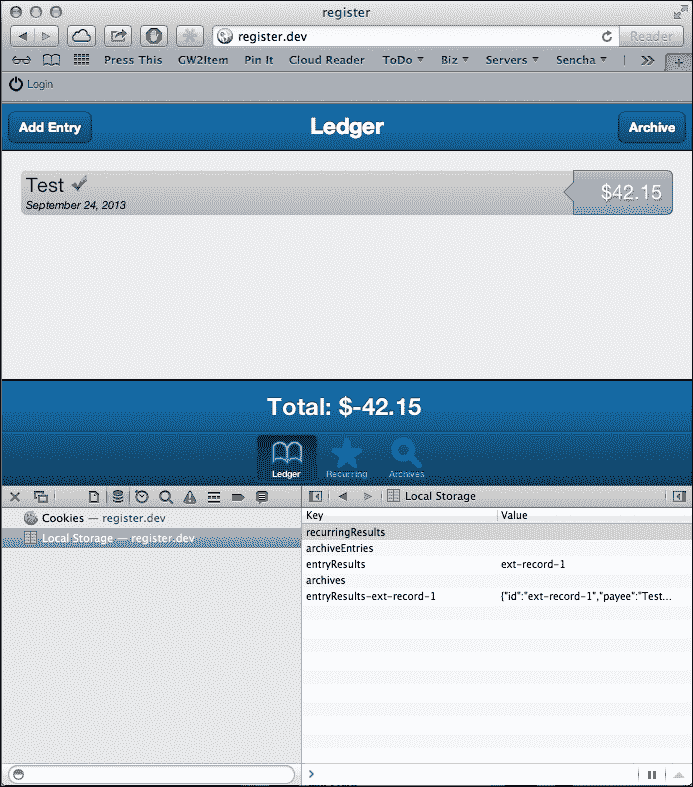 register
register.dev
Reader
Press This GW2Item Pin It Cloud Reader ToDo Biz Servers Sencha
Login
Add Entry
Ledger
Archive
Test
$42.15
September 24, 2013
Total: $-42.15
Ledger Recurring Archives
Local Storage
Cookies — register.dev
Local Storage — register.dev
Key Value
recurringResults
archiveEntries
entryResults ext-record-1
archives
entryResults-ext-record-1 {"id":"ext-record-1","payee":"Test...